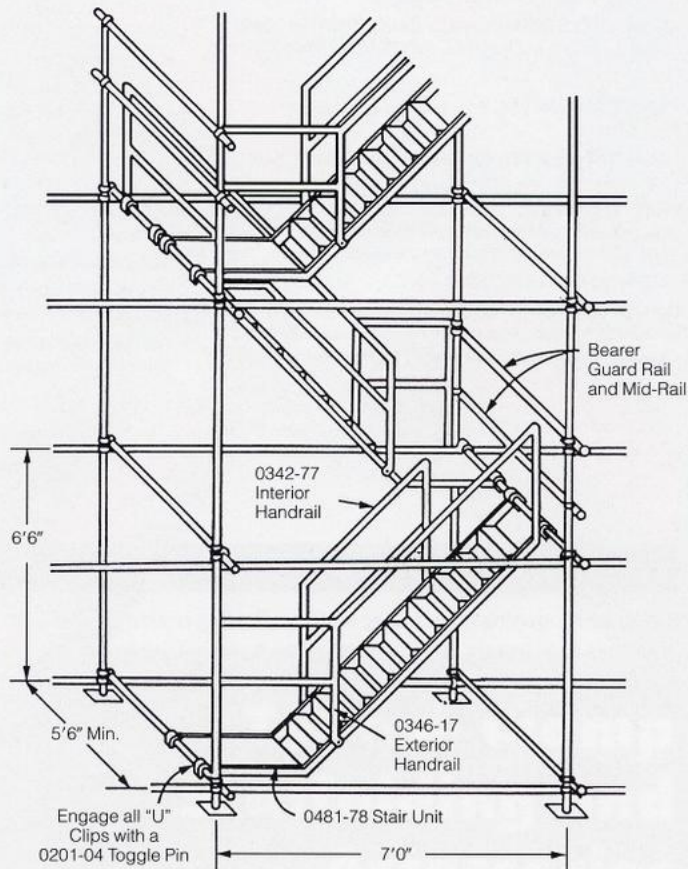 Bearer
Guard Rail
and Mid-Rail
0342-77
Interior
Handrail
6'6"
5'6" Min.
0346-17
Exterior
Handrail
Engage all "U"
Clips with a
0201-04 Toggle Pin
0481-78 Stair Unit
7'0"